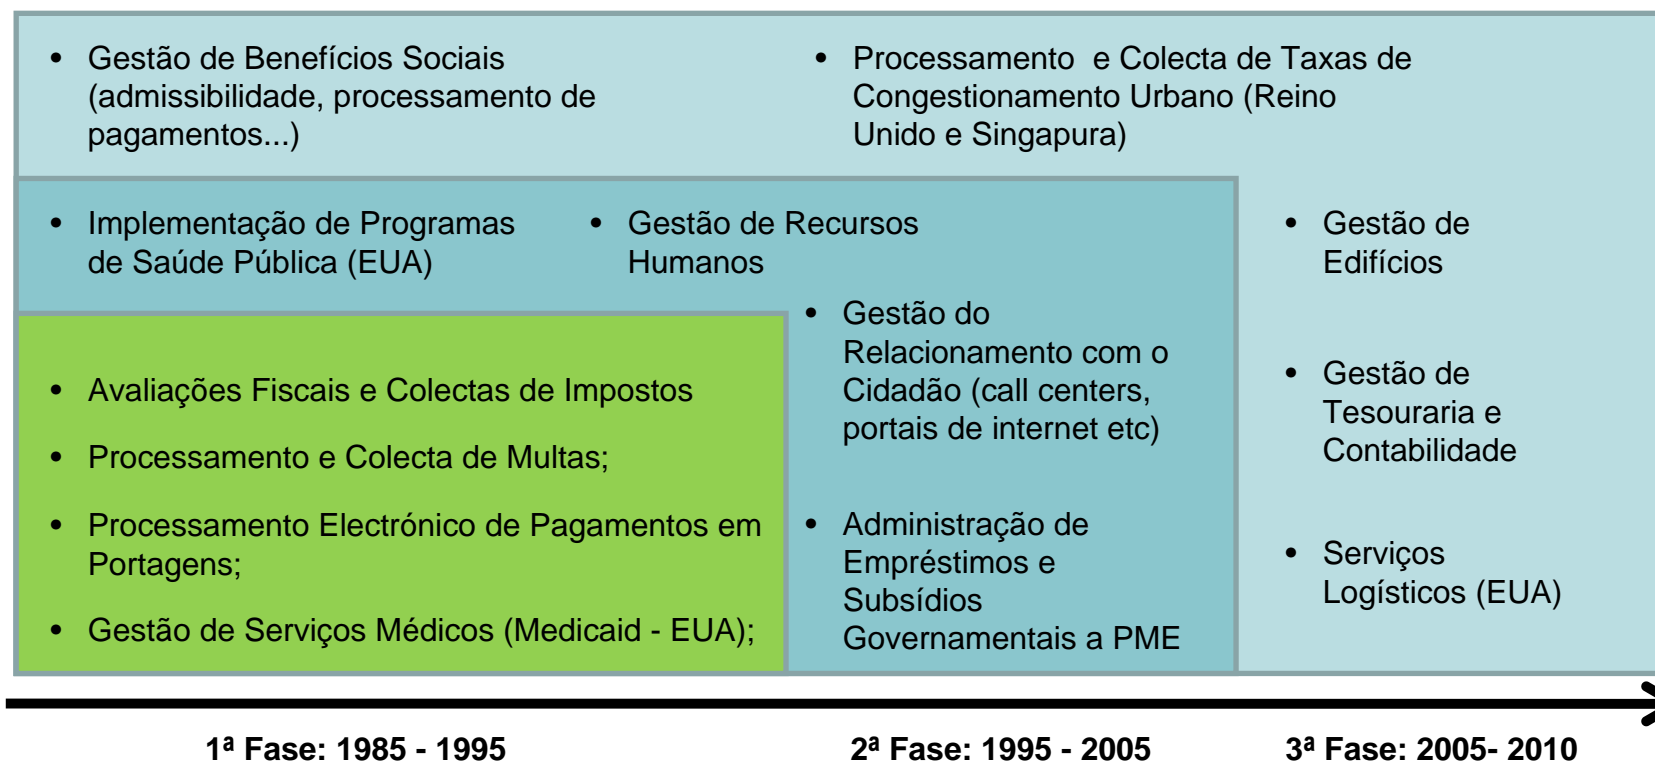 • Gestão de Benefícios Sociais
(admissibilidade, processamento de
pagamentos...)
• Processamento e Colecta de Taxas de
Congestionamento Urbano (Reino
Unido e Singapura)
• Implementação de Programas
de Saúde Pública (EUA)
• Gestão de Recursos
Humanos
• Gestão do
Relacionamento com o
Cidadão (call centers,
portais de internet etc)
• Administração de
Empréstimos e
Subsídios
Governamentais a PME
• Gestão de
Edifícios
• Gestão de
Tesouraria e
Contabilidade
• Serviços
Logísticos (EUA)
• Avaliações Fiscais e Colectas de Impostos
• Processamento e Colecta de Multas;
• Processamento Electrónico de Pagamentos em
Portagens;
• Gestão de Serviços Médicos (Medicaid - EUA);
1ª Fase: 1985 - 1995
2ª Fase: 1995 - 2005
3ª Fase: 2005- 2010